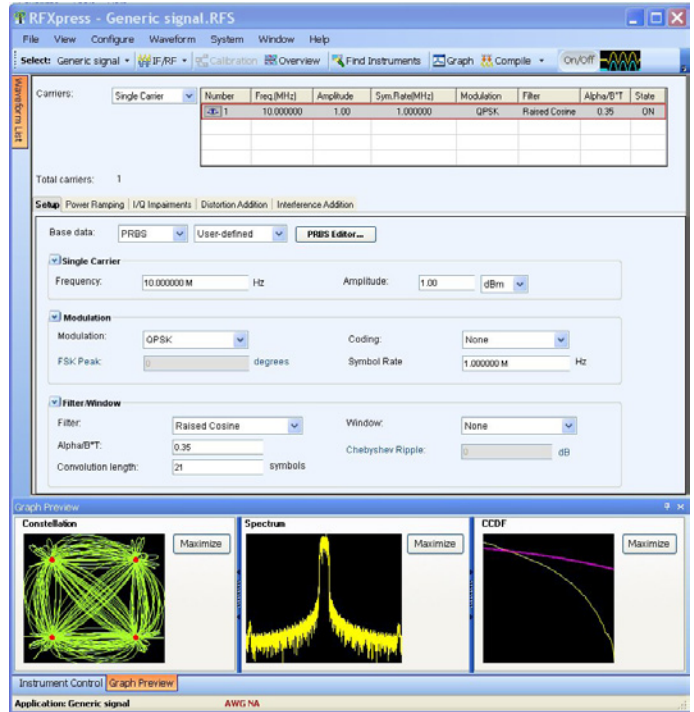 RFXpress - Generic signal.RFS
File View Configure Waveform System Window Help
Select: Generic signal IF/RF Calibration Overview Find Instruments Graph Compile On/Off
Waveform List
Carriers: Single Carrier
Number Freq.(MHz) Amplitude Sym.Rate(MHz) Modulation Filter Alpha/B*T State
1 10.000000 1.00 1.000000 QPSK Raised Cosine 0.35 ON
Total carriers: 1
Setup Power Ramping I/Q Impairments Distortion Addition Interference Addition
Base data: PRBS User-defined PRBS Editor...
Single Carrier
Frequency: 10.000000 M Hz Amplitude: 1.00 dBm
Modulation
Modulation: QPSK Coding: None
FSK Peak: 0 degrees Symbol Rate 1.000000 M Hz
Filter/Window
Filter: Raised Cosine Window: None
Alpha/B*T: 0.35 Chebyshev Ripple: 0 dB
Convolution length: 21 symbols
Graph Preview
Constellation Maximize Spectrum Maximize CCDF Maximize
Instrument Control Graph Preview
Application: Generic signal AWG NA